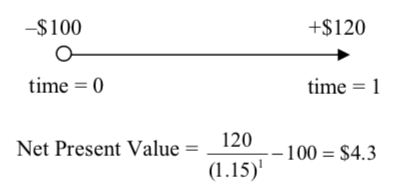 –$100 +$120
time = 0 time = 1
Net Present Value = 120/(1.15)¹ – 100 = $4.3